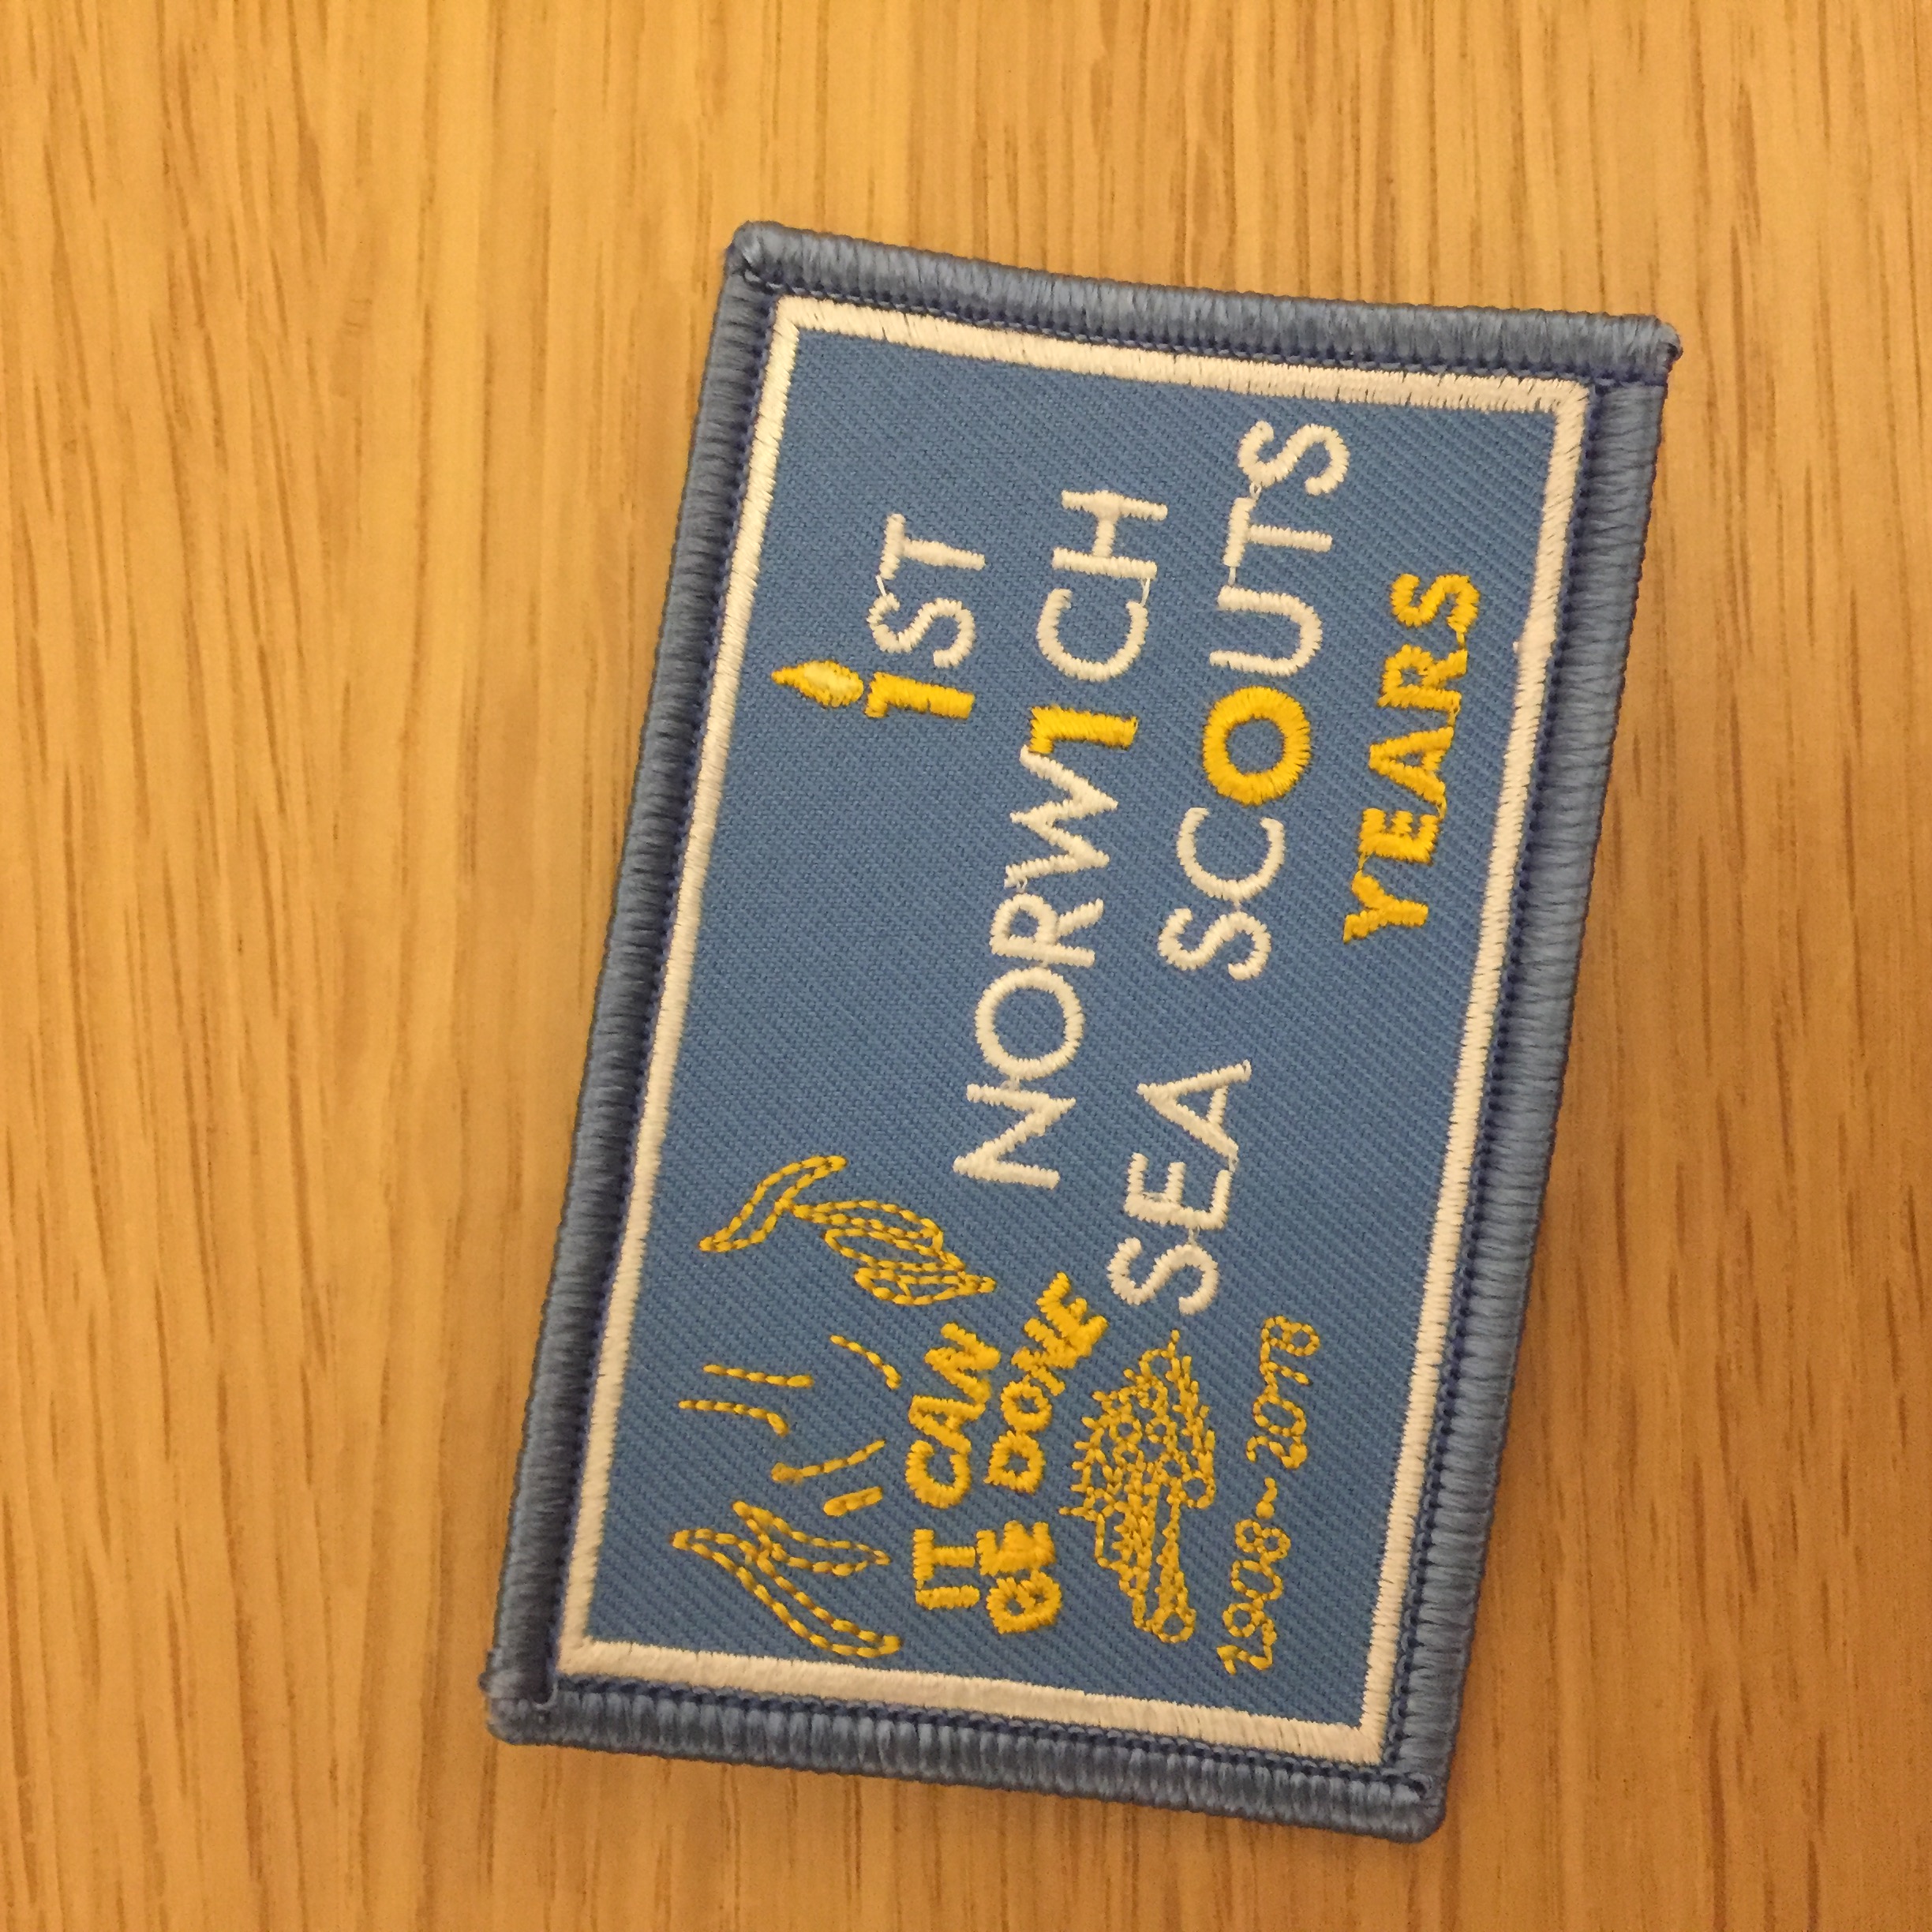 1ST
NORW1CH
SEA SCOUTS
YEARS
IT CAN
BE DONE
1908-2018